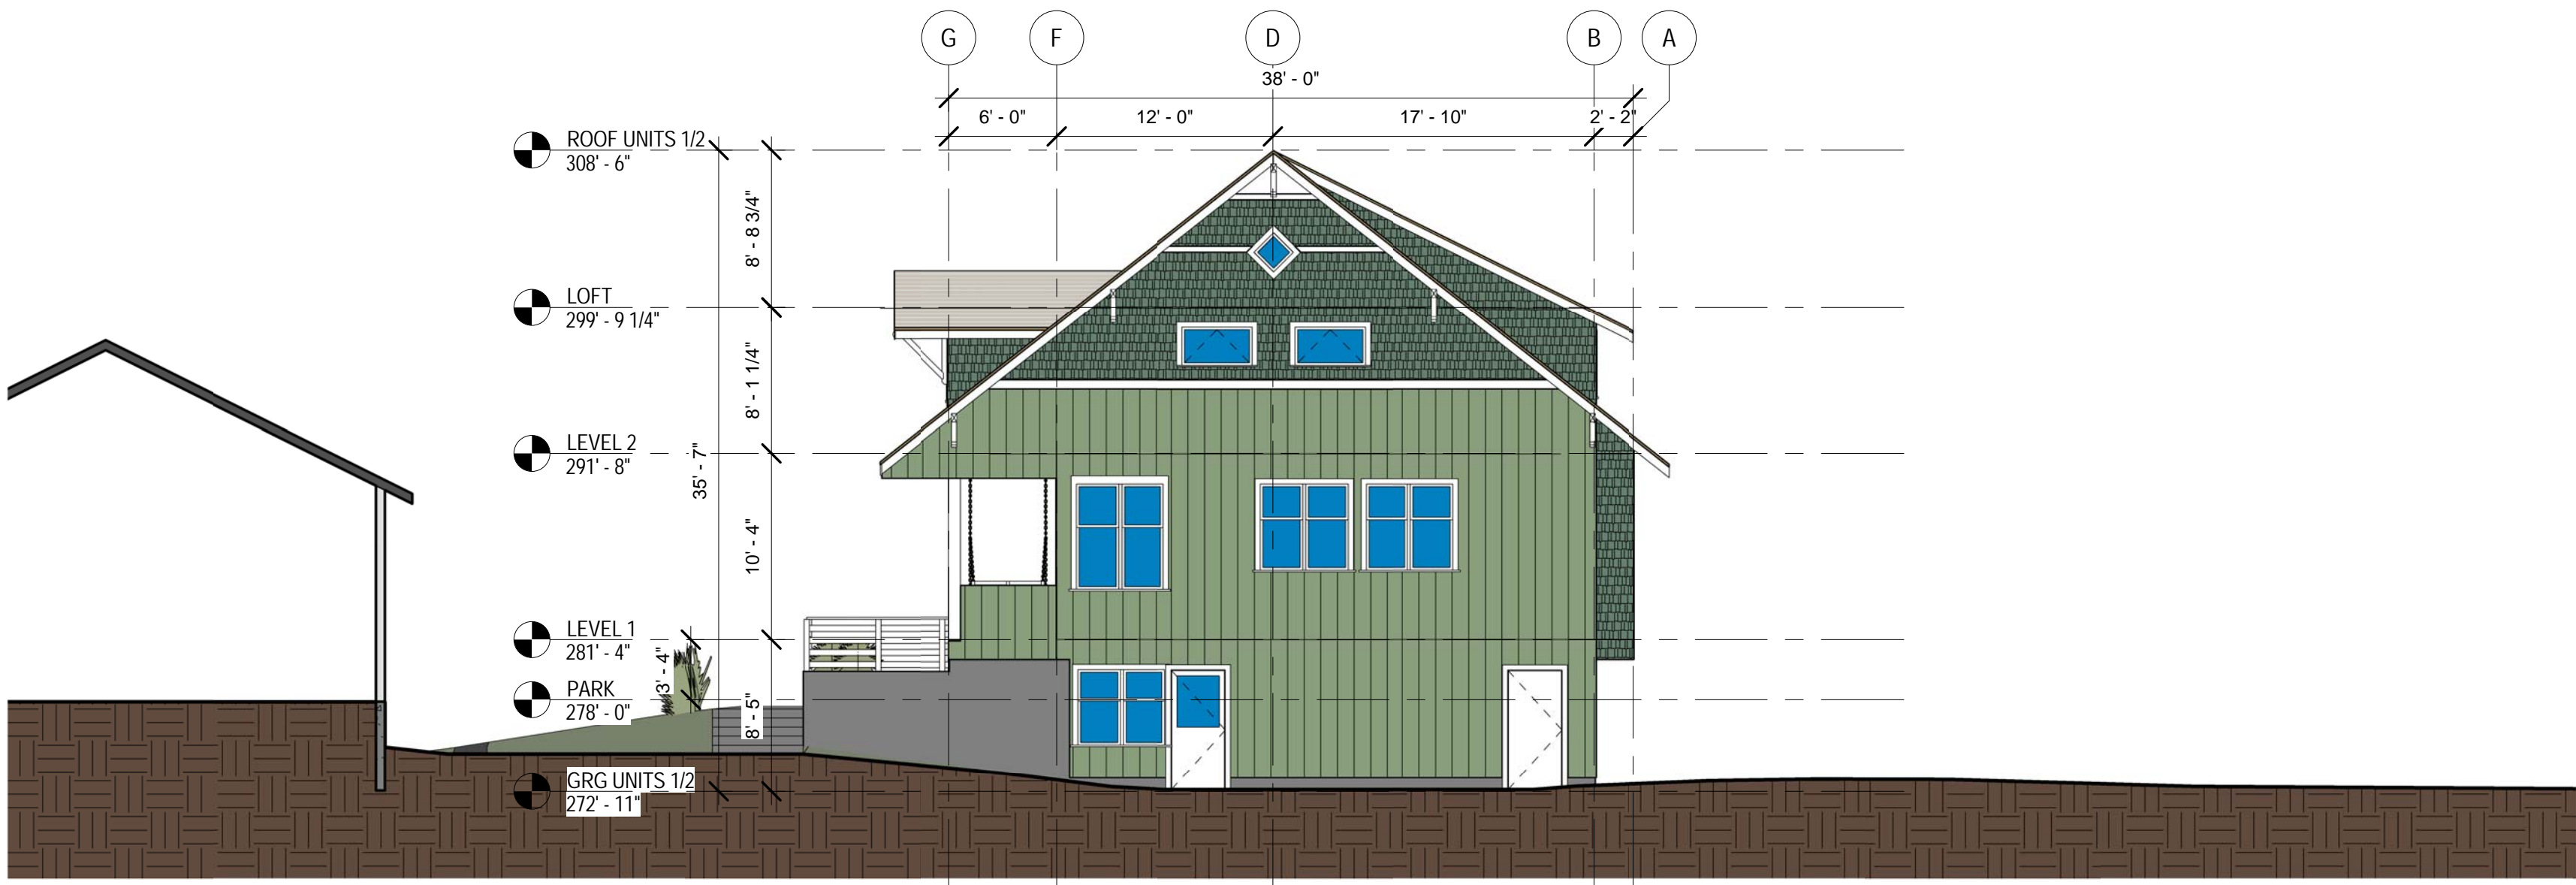 G F D B A
38' - 0"
6' - 0" 12' - 0" 17' - 10" 2' - 2"
ROOF UNITS 1/2
308' - 6"
8' - 8 3/4"
LOFT
299' - 9 1/4"
8' - 1 1/4"
LEVEL 2
291' - 8"
35' - 7"
10' - 4"
LEVEL 1
281' - 4"
3' - 4"
PARK
278' - 0"
8' - 5"
GRG UNITS 1/2
272' - 11"